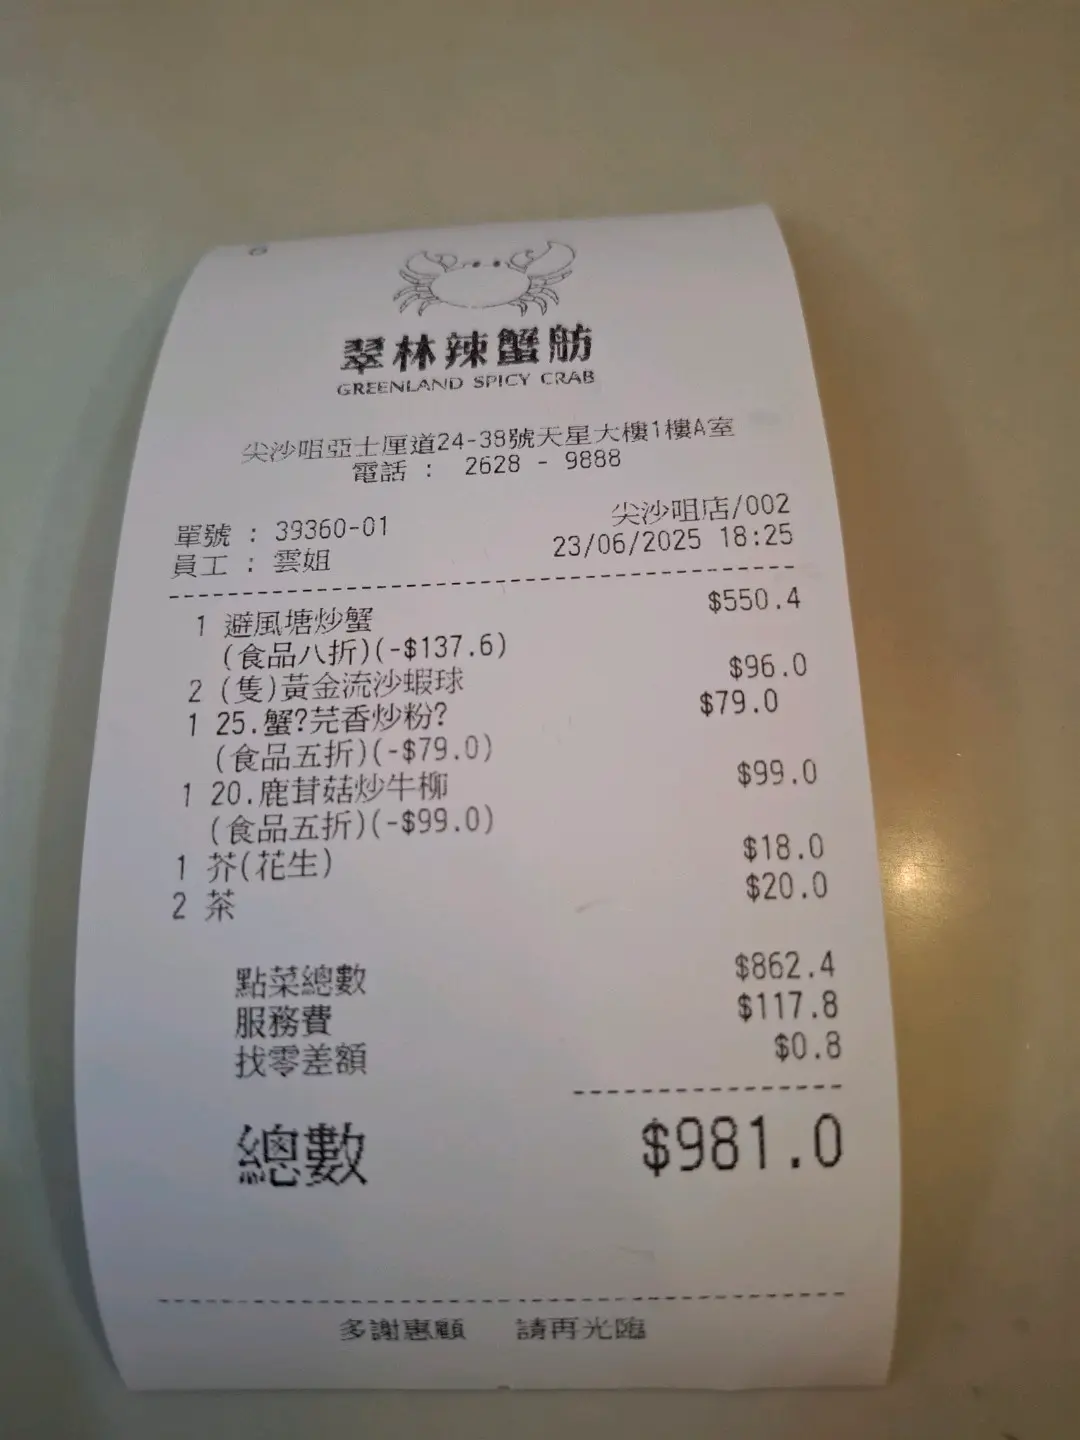 翠林辣蟹舫
GREENLAND SPICY CRAB
尖沙咀亞士厘道24-38號天星大樓1樓A室
電話 : 2628 - 9888
單號 : 39360-01 尖沙咀店/002
員工 : 雲姐 23/06/2025 18:25
1 避風塘炒蟹 $550.4
(食品八折)(-$137.6)
2 (隻)黃金流沙蝦球 $96.0
1 25.蟹?芫香炒粉? $79.0
(食品五折)(-$79.0)
1 20.鹿茸菇炒牛柳 $99.0
(食品五折)(-$99.0)
1 芥(花生) $18.0
2 茶 $20.0
點菜總數 $862.4
服務費 $117.8
找零差額 $0.8
總數 $981.0
多謝惠顧 請再光臨